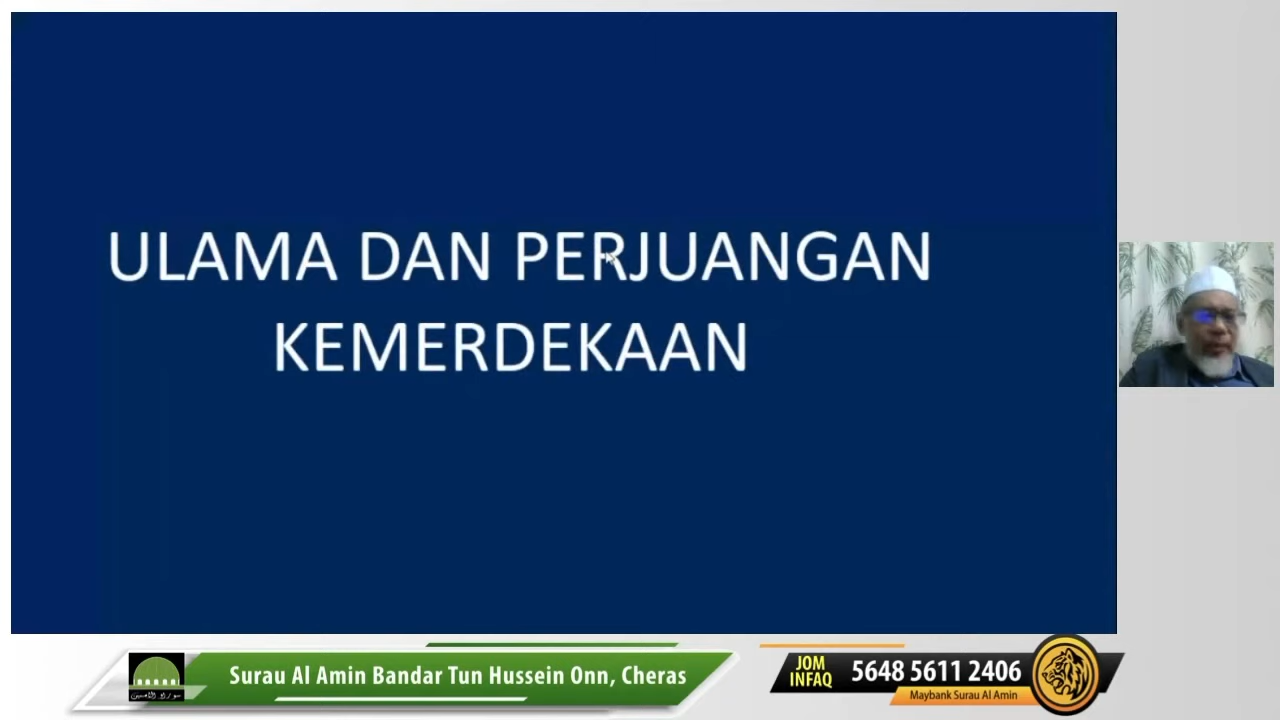 ULAMA DAN PERJUANGAN
KEMERDEKAAN
Surau Al Amin Bandar Tun Hussein Onn, Cheras
JOM
INFAQ
5648 5611 2406
Maybank Surau Al Amin